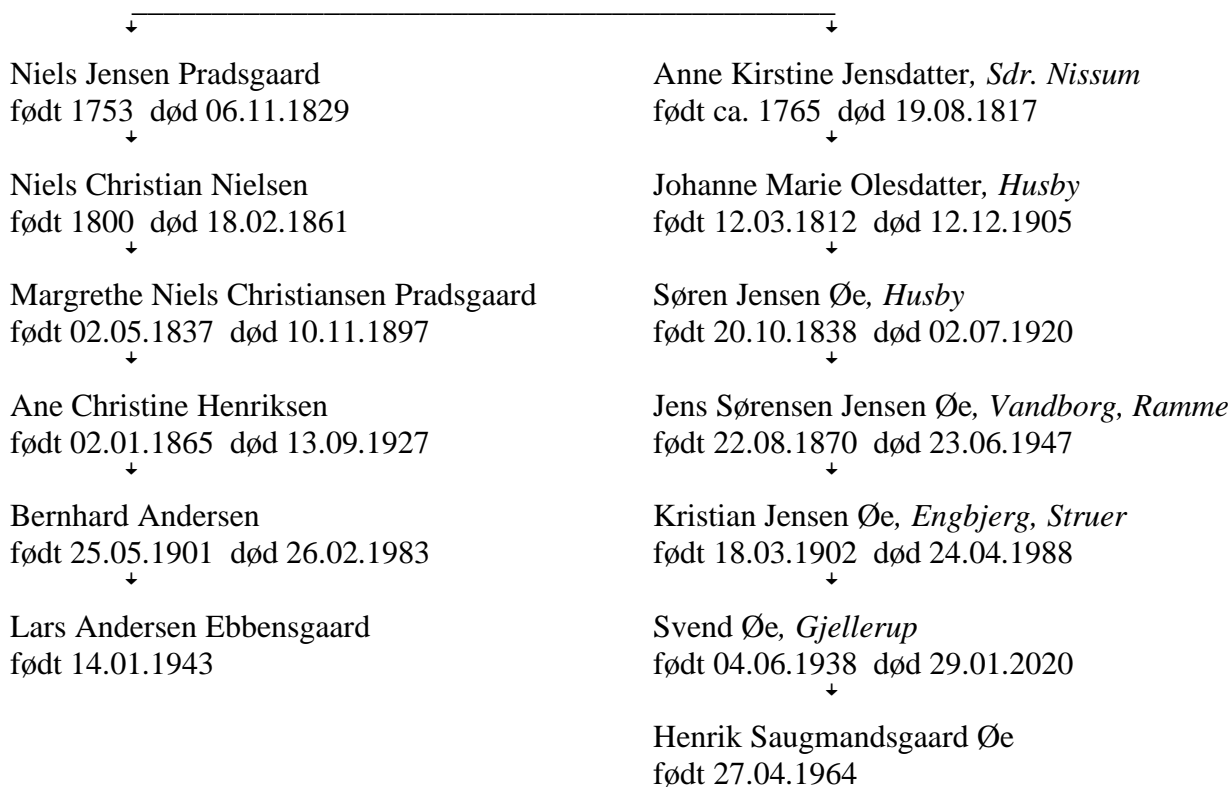 Niels Jensen Pradsgaard
født 1753 død 06.11.1829
Niels Christian Nielsen
født 1800 død 18.02.1861
Margrethe Niels Christiansen Pradsgaard
født 02.05.1837 død 10.11.1897
Ane Christine Henriksen
født 02.01.1865 død 13.09.1927
Bernhard Andersen
født 25.05.1901 død 26.02.1983
Lars Andersen Ebbensgaard
født 14.01.1943
Anne Kirstine Jensdatter, Sdr. Nissum
født ca. 1765 død 19.08.1817
Johanne Marie Olesdatter, Husby
født 12.03.1812 død 12.12.1905
Søren Jensen Øe, Husby
født 20.10.1838 død 02.07.1920
Jens Sørensen Jensen Øe, Vandborg, Ramme
født 22.08.1870 død 23.06.1947
Kristian Jensen Øe, Engbjerg, Struer
født 18.03.1902 død 24.04.1988
Svend Øe, Gjellerup
født 04.06.1938 død 29.01.2020
Henrik Saugmandsgaard Øe
født 27.04.1964